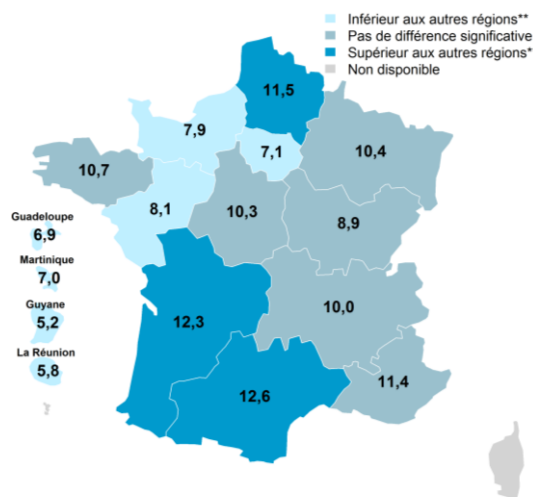 Inférieur aux autres régions**
Pas de différence significative
Supérieur aux autres régions*
Non disponible
11,5
7,9
7,1
10,4
10,7
8,1
10,3
8,9
Guadeloupe
6,9
Martinique
7,0
Guyane
5,2
La Réunion
5,8
10,0
12,3
11,4
12,6